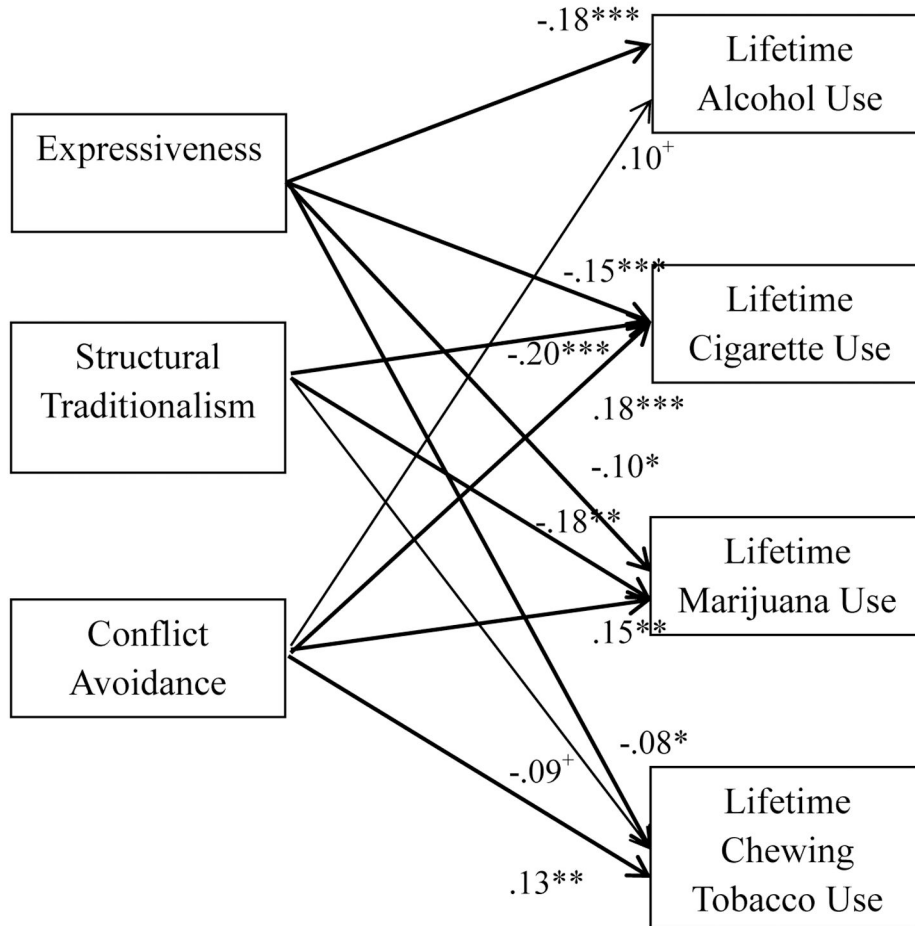 Expressiveness
Structural
Traditionalism
Conflict
Avoidance
-.18***
.10+
-.15***
-.20***
.18***
-.10*
-.18**
.15**
-.08*
-.09+
.13**
Lifetime
Alcohol Use
Lifetime
Cigarette Use
Lifetime
Marijuana Use
Lifetime
Chewing
Tobacco Use